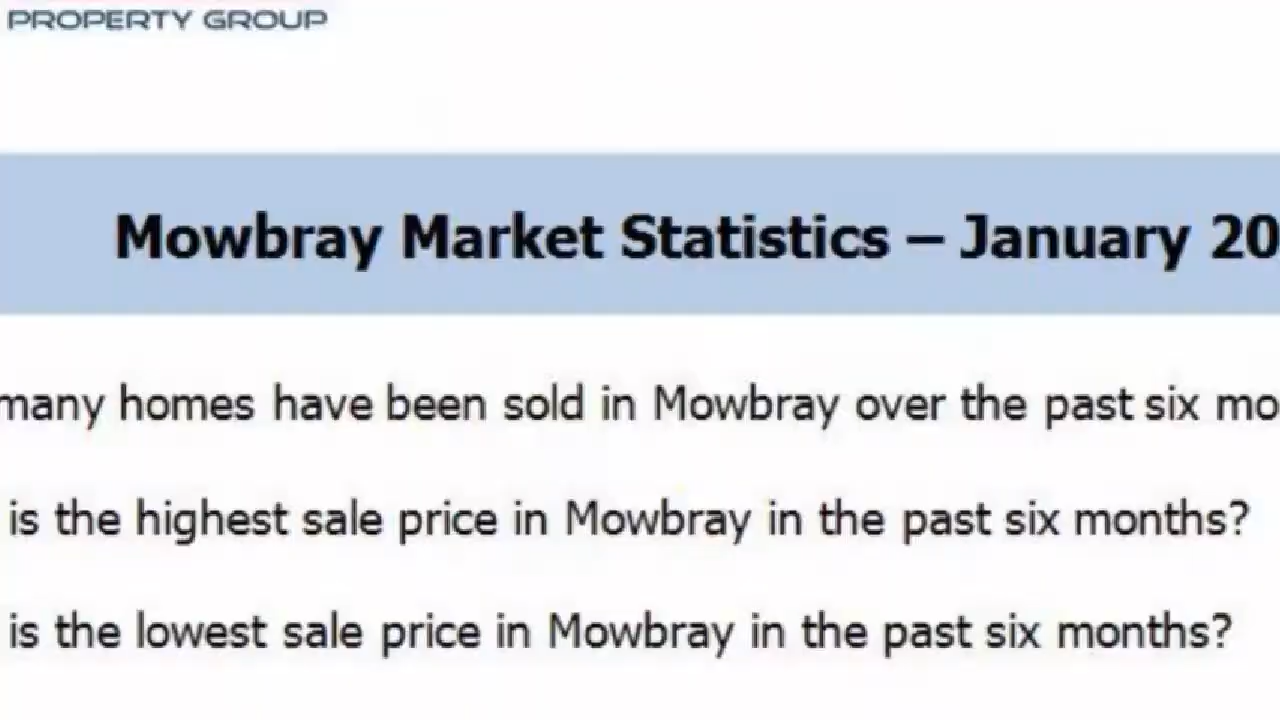 PROPERTY GROUP
Mowbray Market Statistics – January 20
many homes have been sold in Mowbray over the past six mo
is the highest sale price in Mowbray in the past six months?
is the lowest sale price in Mowbray in the past six months?